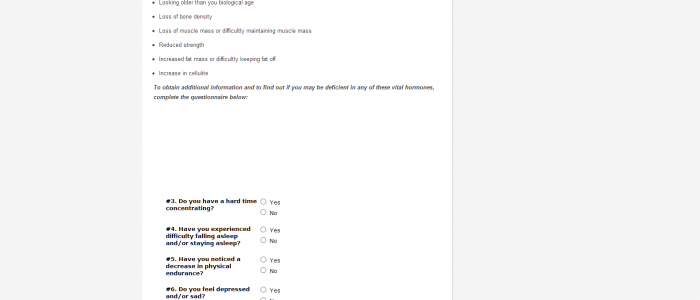 • Looking older than you biological age
• Loss of bone density
• Loss of muscle mass or difficultly maintaining muscle mass
• Reduced strength
• Increased fat mass or difficultly keeping fat off
• Increase in cellulite
To obtain additional information and to find out if you may be deficient in any of these vital hormones,
complete the questionnaire below:
#3. Do you have a hard time
concentrating?
Yes
No
#4. Have you experienced
difficulty falling asleep
and/or staying asleep?
Yes
No
#5. Have you noticed a
decrease in physical
endurance?
Yes
No
#6. Do you feel depressed
and/or sad?
Yes